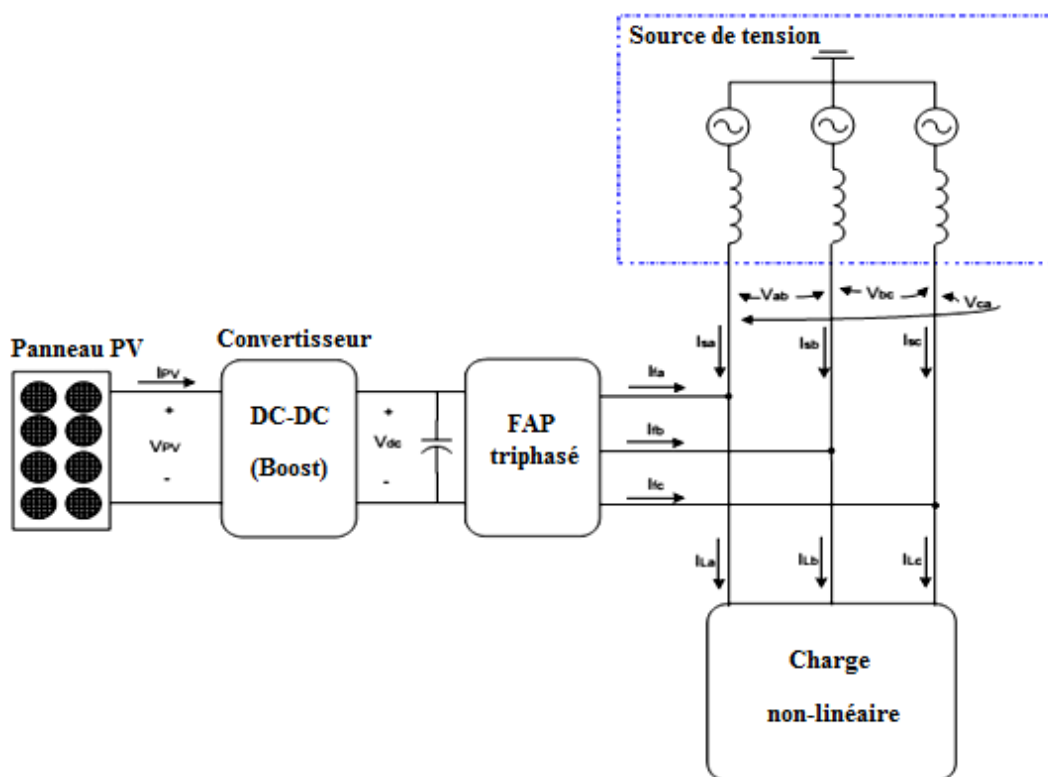 Source de tension
Vab
Vbc
Vca
Panneau PV
Convertisseur
Isa
Isb
Isc
IPV
+
VPV
-
DC-DC
(Boost)
+
Vdc
-
FAP
triphasé
Ifa
Ifb
Ifc
ILa
ILb
ILc
Charge
non-linéaire